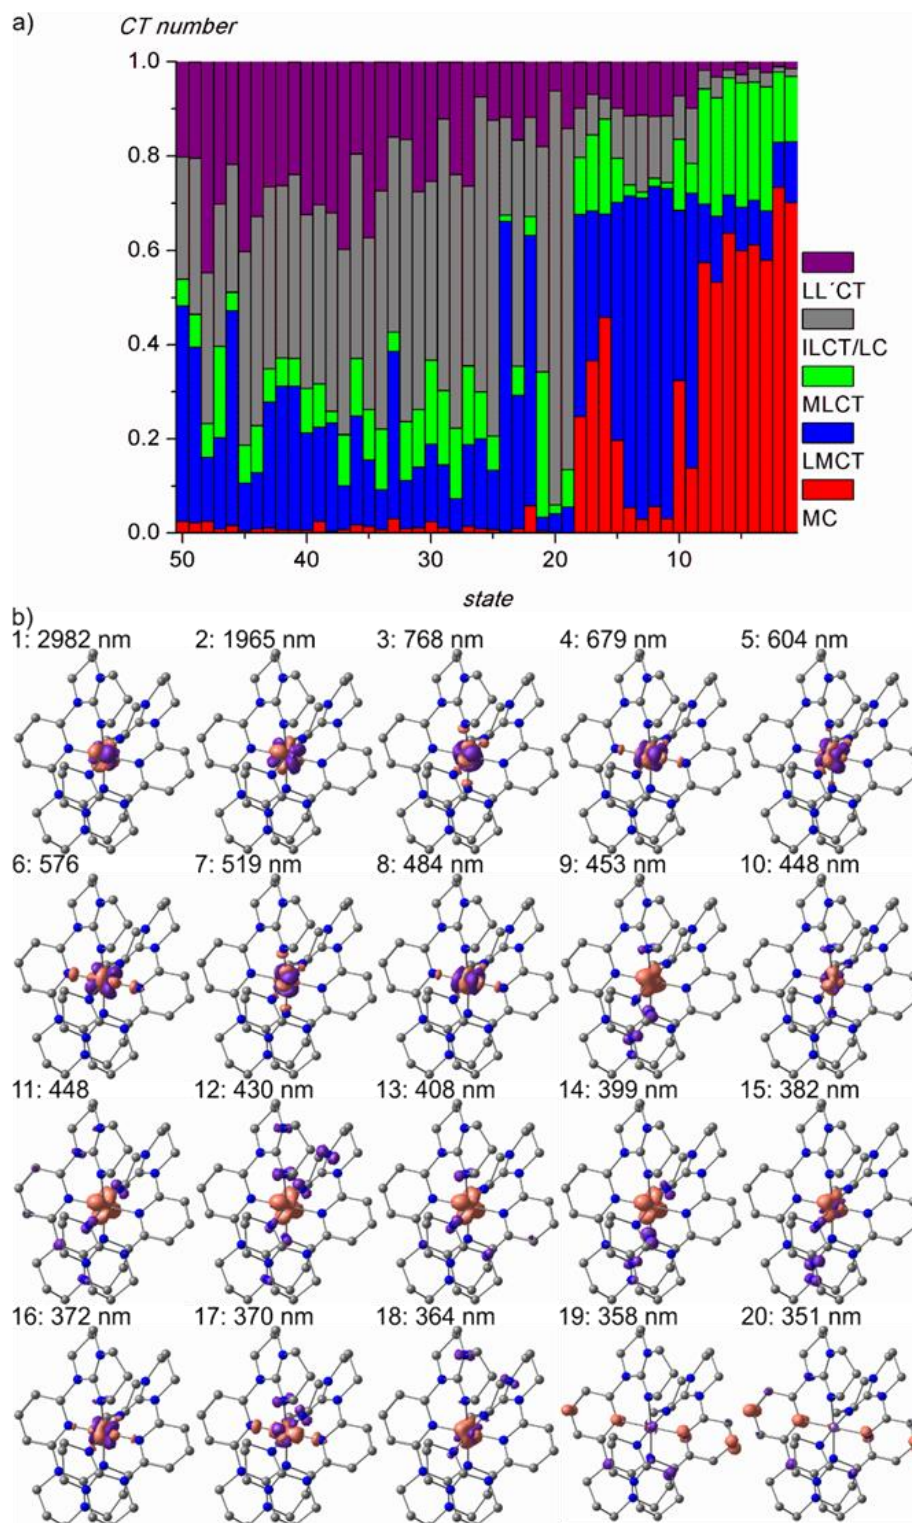 a)
CT number
1.0
0.8
0.6
0.4
0.2
0.0
50 40 30 20 10
state
LL´CT
ILCT/LC
MLCT
LMCT
MC
b)
1: 2982 nm 2: 1965 nm 3: 768 nm 4: 679 nm 5: 604 nm
6: 576 7: 519 nm 8: 484 nm 9: 453 nm 10: 448 nm
11: 448 12: 430 nm 13: 408 nm 14: 399 nm 15: 382 nm
16: 372 nm 17: 370 nm 18: 364 nm 19: 358 nm 20: 351 nm